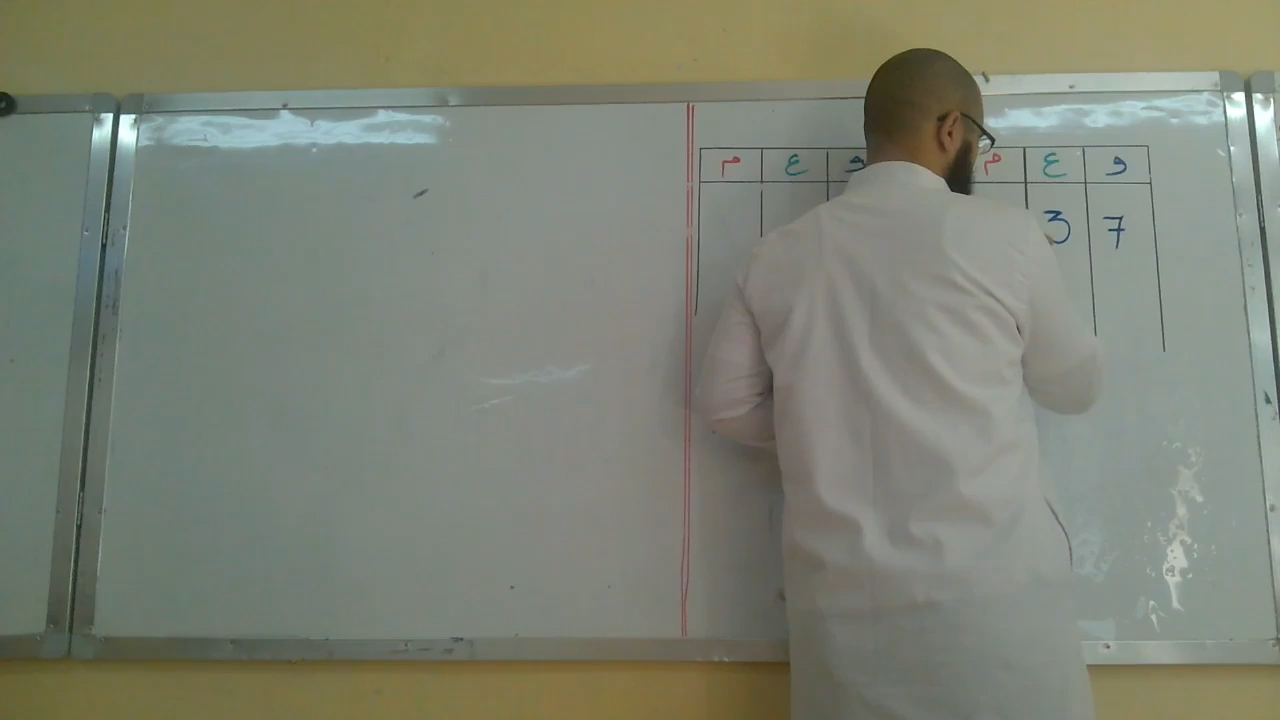 م ع و م ع و
3 7